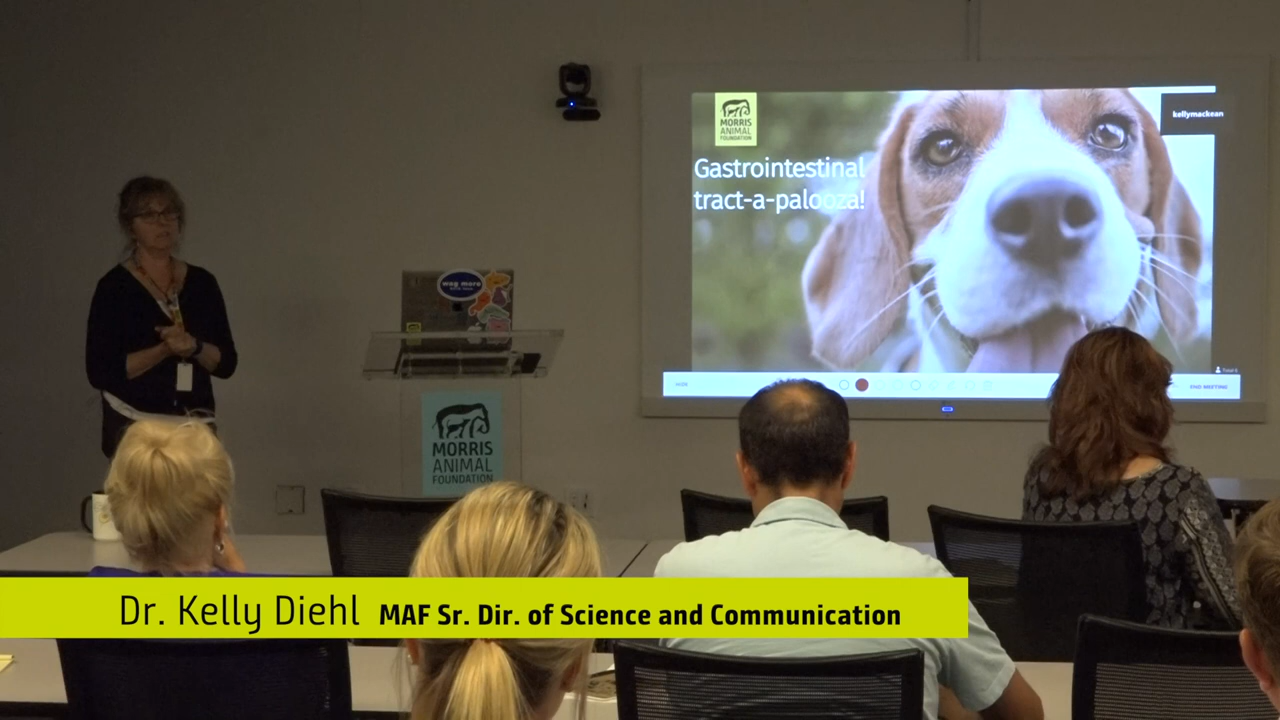 MORRIS
ANIMAL
FOUNDATION
kellymackean
Gastrointestinal
tract-a-palooza!
wag more
HIDE
END MEETING
MORRIS
ANIMAL
FOUNDATION
Dr. Kelly Diehl MAF Sr. Dir. of Science and Communication